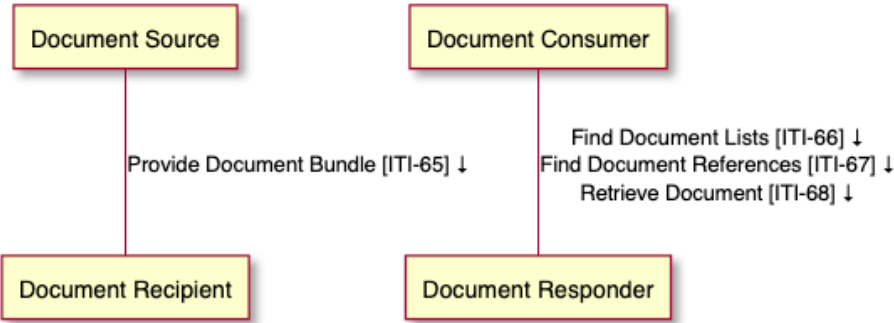 Document Source
Document Consumer
Provide Document Bundle [ITI-65] ↓
Find Document Lists [ITI-66] ↓
Find Document References [ITI-67] ↓
Retrieve Document [ITI-68] ↓
Document Recipient
Document Responder